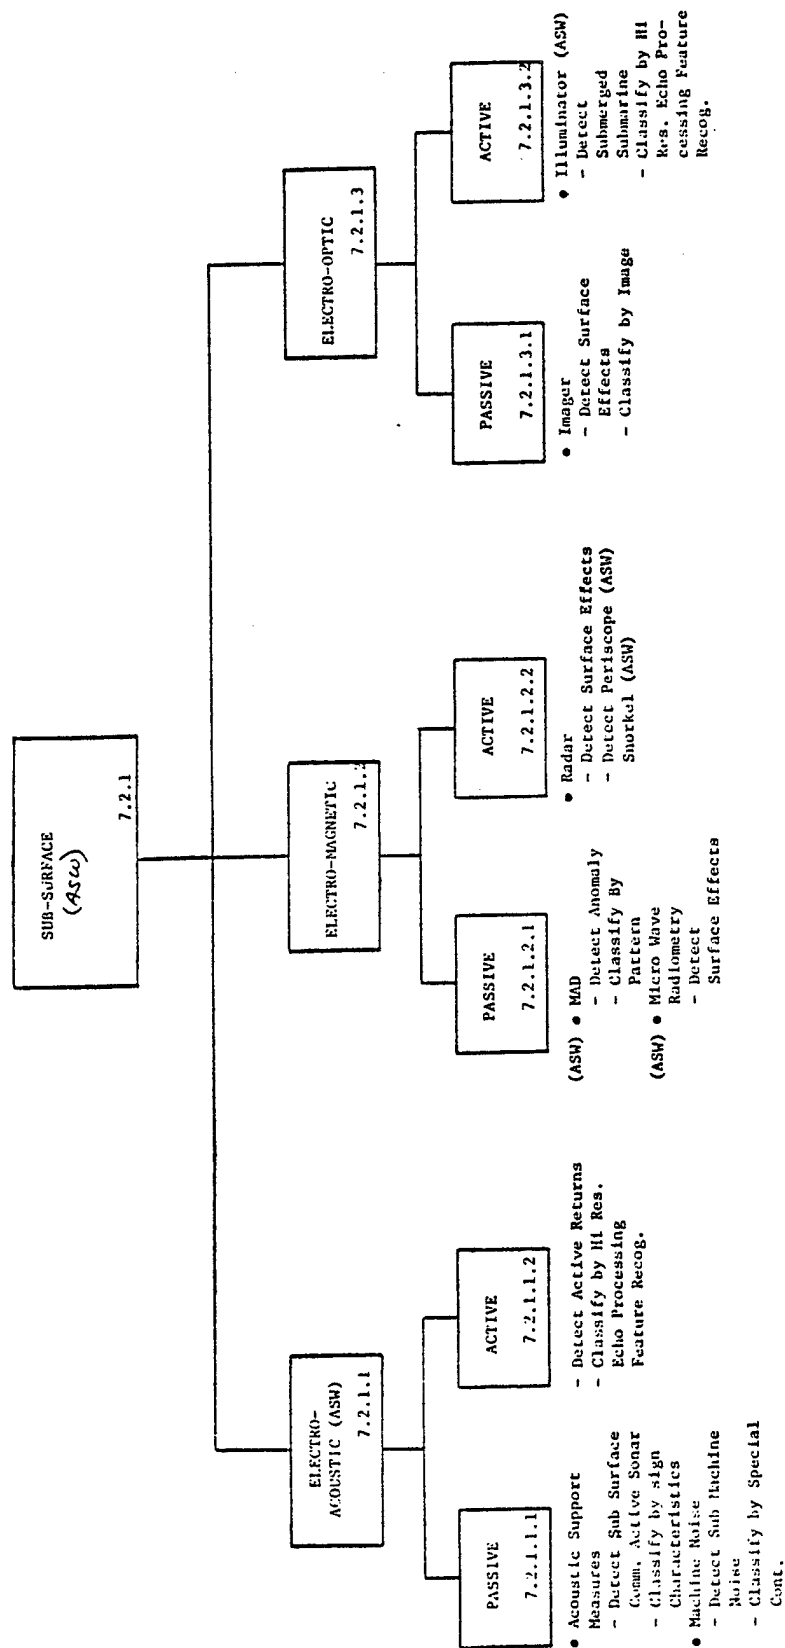 SUB-SURFACE
(ASW)
7.2.1
ELECTRO-
ACOUSTIC (ASW)
7.2.1.1
ELECTRO-MAGNETIC
7.2.1.2
ELECTRO-OPTIC
7.2.1.3
PASSIVE
7.2.1.1.1
• Acoustic Support
Measures
- Detect Sub Surface
Comm. Active Sonar
- Classify by sign
Characteristics
• Machine Noise
- Detect Sub Machine
Noise
- Classify by Special
Cont.
ACTIVE
7.2.1.1.2
- Detect Active Returns
- Classify by Hi Res.
Echo Processing
Feature Recog.
PASSIVE
7.2.1.2.1
(ASW) • MAD
- Detect Anomaly
- Classify By
Pattern
(ASW) • Micro Wave
Radiometry
- Detect
Surface Effects
ACTIVE
7.2.1.2.2
• Radar
- Detect Surface Effects
- Detect Periscope (ASW)
Snorkel (ASW)
PASSIVE
7.2.1.3.1
• Imager
- Detect Surface
Effects
- Classify by Image
ACTIVE
7.2.1.3.2
• Illuminator (ASW)
- Detect
Submerged
Submarine
- Classify by Hi
Res. Echo Pro-
cessing Feature
Recog.